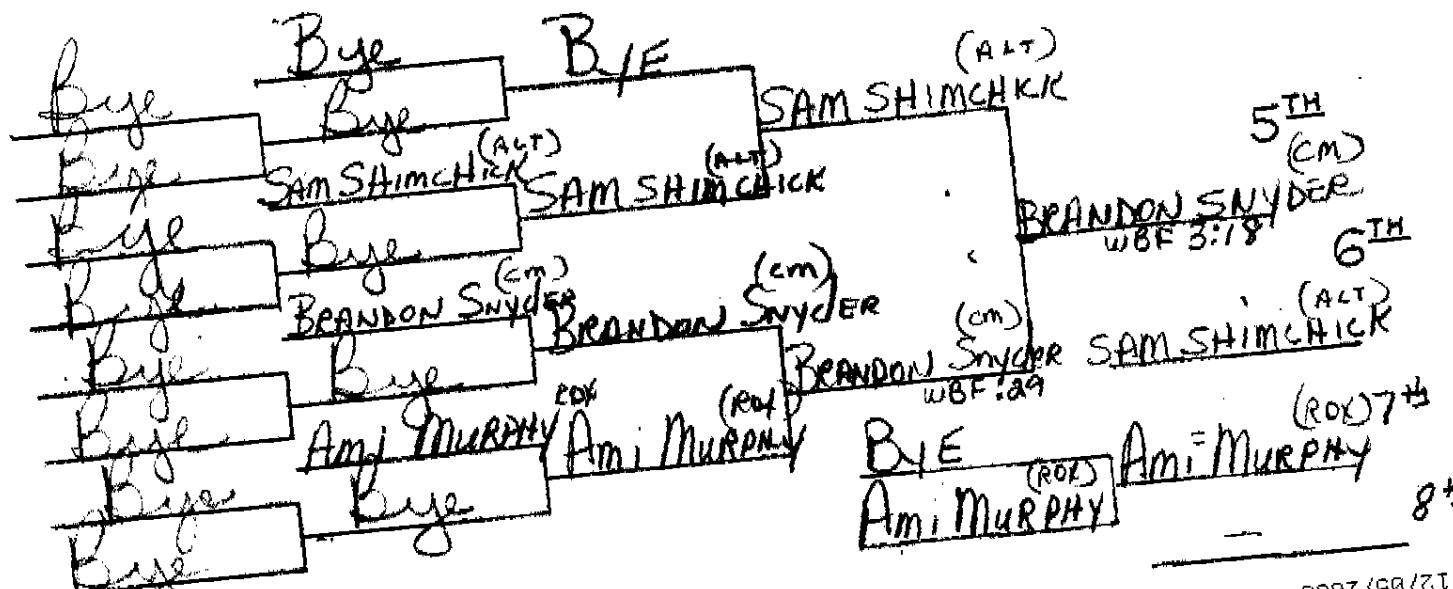 Bye
Bye
Bye
Bye
Bye
Bye
Bye
Bye
Bye
Bye
SAM SHIMCHICK (ALT)
Bye
BRANDON SNYDER (CM)
Bye
AMI MURPHY ROX
Bye
BYE
SAM SHIMCHICK (ALT)
BRANDON SNYDER (CM)
AMI MURPHY (ROX)
SAM SHIMCHKK (ALT)
BRANDON SNYDER (CM)
WBF :29
5TH
BRANDON SNYDER (CM)
WBF 3:18
6TH
SAM SHIMCHICK (ALT)
BYE
AMI MURPHY (ROX)
AMI MURPHY (ROX) 7th